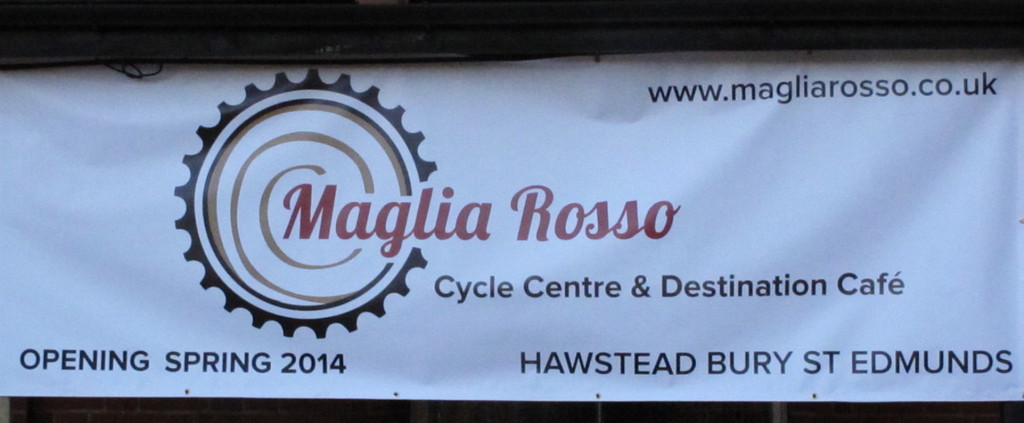 www.magliarosso.co.uk
Maglia Rosso
Cycle Centre & Destination Café
OPENING SPRING 2014
HAWSTEAD BURY ST EDMUNDS